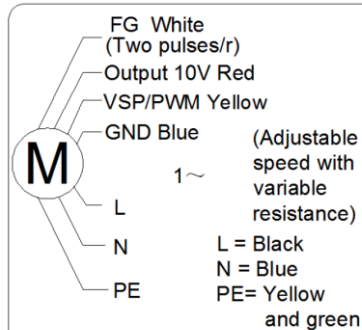 FG White
(Two pulses/r)
Output 10V Red
VSP/PWM Yellow
GND Blue
M
1～
(Adjustable
speed with
variable
resistance)
L
N
PE
L = Black
N = Blue
PE= Yellow
and green